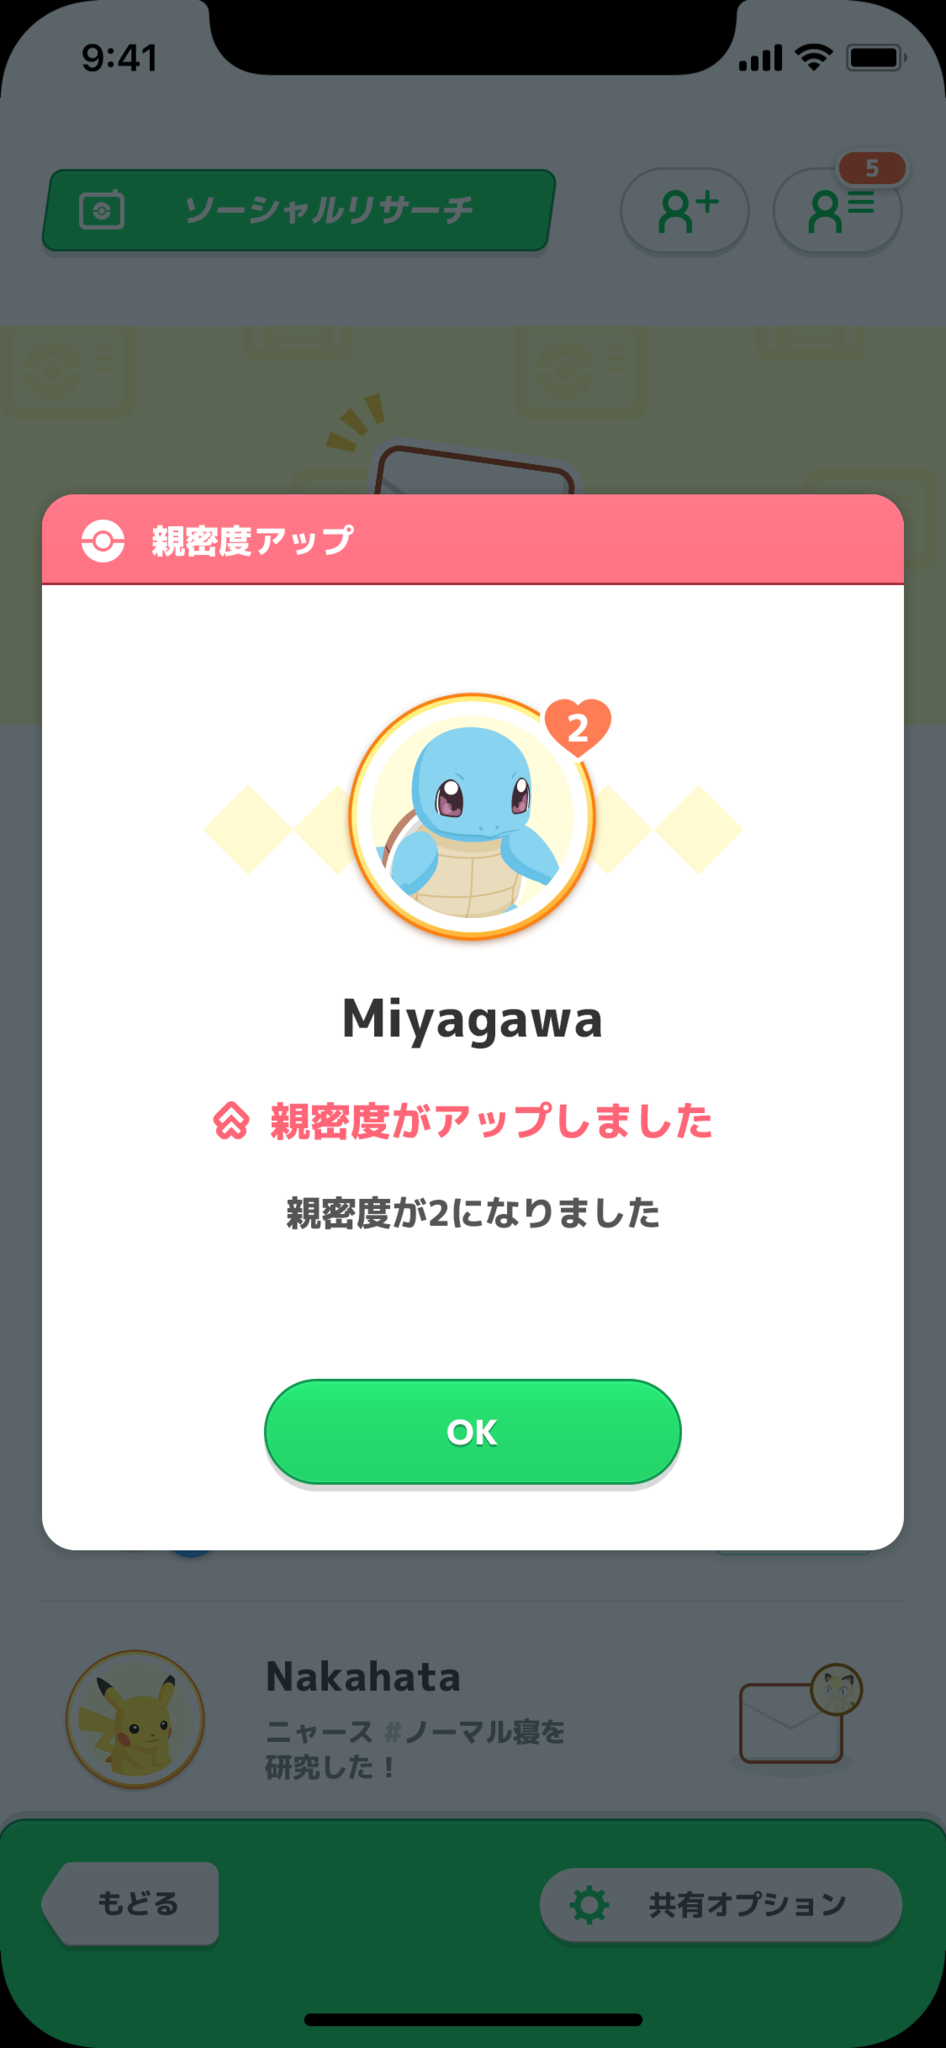 9:41
ソーシャルリサーチ
5
親密度アップ
2
Miyagawa
親密度がアップしました
親密度が2になりました
OK
Nakahata
ニャース #ノーマル寝を
研究した！
もどる
共有オプション